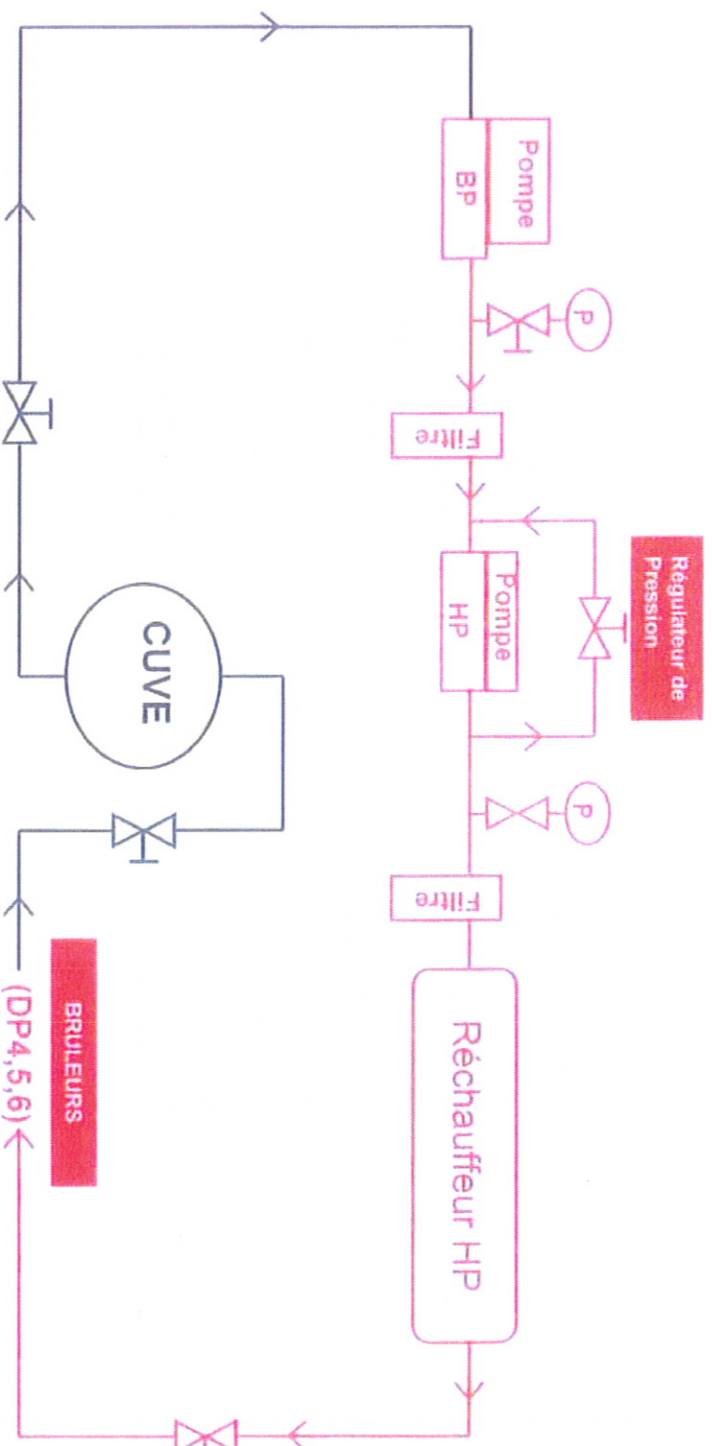 Pompe
BP
P
Filtre
Régulateur de
Pression
Pompe
HP
P
Filtre
Réchauffeur HP
CUVE
BRULEURS
(DP4,5,6)